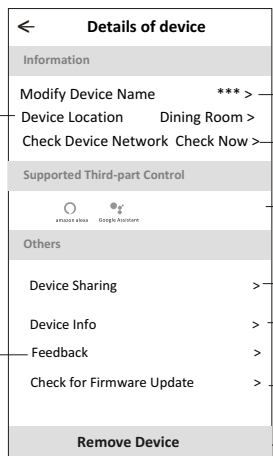 Details of device
Information
Modify Device Name *** >
Device Location Dining Room >
Check Device Network Check Now >
Supported Third-part Control
amazon alexa Google Assistant
Others
Device Sharing >
Device Info >
Feedback >
Check for Firmware Update >
Remove Device